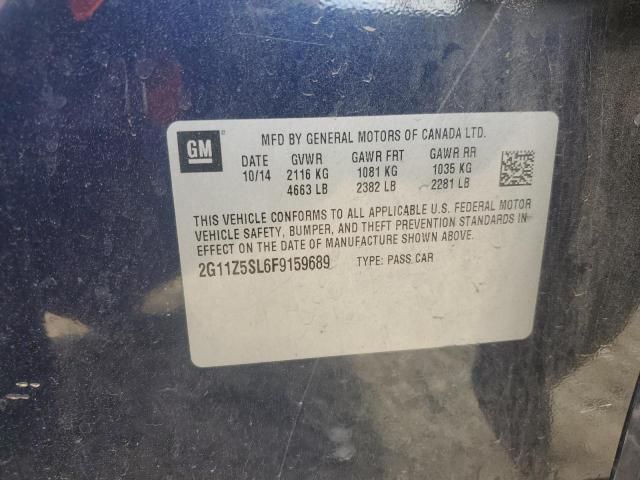 GM
MFD BY GENERAL MOTORS OF CANADA LTD.
DATE GVWR GAWR FRT GAWR RR
10/14 2116 KG 1081 KG 1035 KG
4663 LB 2382 LB 2281 LB
THIS VEHICLE CONFORMS TO ALL APPLICABLE U.S. FEDERAL MOTOR
VEHICLE SAFETY, BUMPER, AND THEFT PREVENTION STANDARDS IN
EFFECT ON THE DATE OF MANUFACTURE SHOWN ABOVE.
2G11Z5SL6F9159689 TYPE: PASS CAR